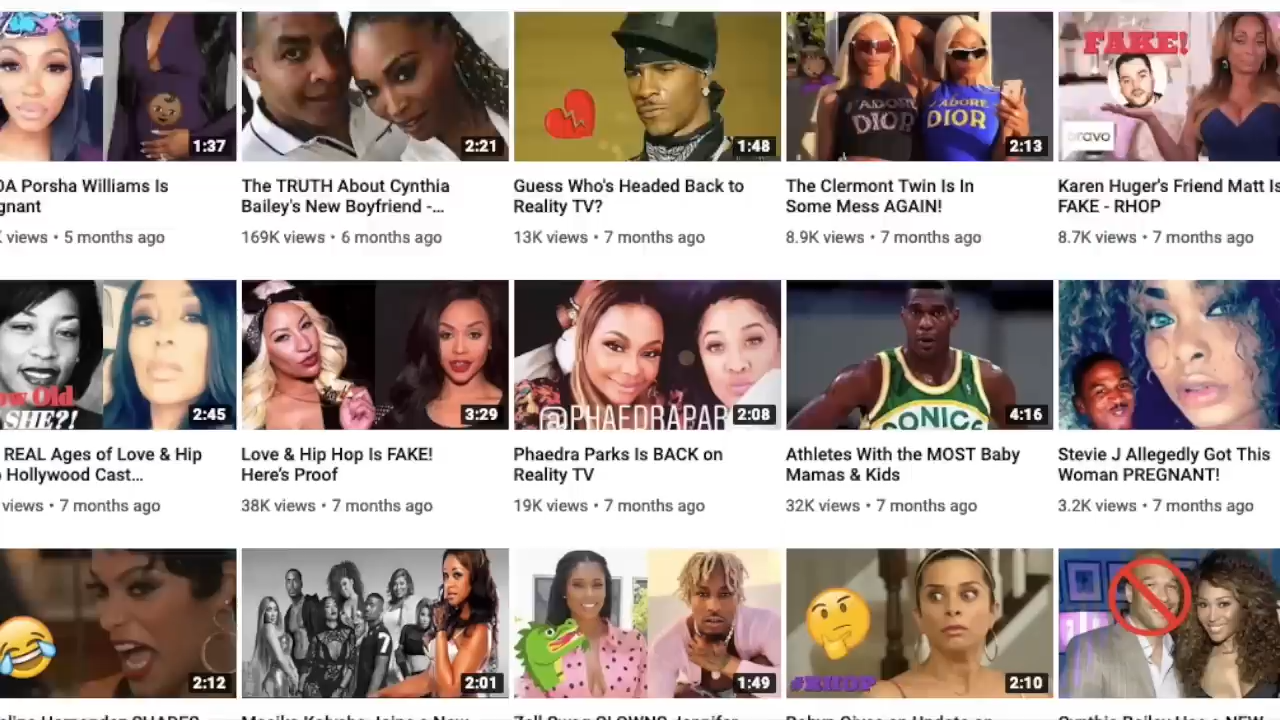 FAKE!
J'ADORE
DIOR
J'ADORE
DIOR
bravo
1:37
2:21
1:48
2:13
OA Porsha Williams Is
gnant
views • 5 months ago
The TRUTH About Cynthia
Bailey's New Boyfriend -...
169K views • 6 months ago
Guess Who's Headed Back to
Reality TV?
13K views • 7 months ago
The Clermont Twin Is In
Some Mess AGAIN!
8.9K views • 7 months ago
Karen Huger's Friend Matt Is
FAKE - RHOP
8.7K views • 7 months ago
ow Old
SHE?!
2:45
3:29
@PHAEDRAPAR
2:08
SONICS
4:16
REAL Ages of Love & Hip
Hollywood Cast...
views • 7 months ago
Love & Hip Hop Is FAKE!
Here's Proof
38K views • 7 months ago
Phaedra Parks Is BACK on
Reality TV
19K views • 7 months ago
Athletes With the MOST Baby
Mamas & Kids
32K views • 7 months ago
Stevie J Allegedly Got This
Woman PREGNANT!
3.2K views • 7 months ago
2:12
2:01
1:49
#RHOP
2:10